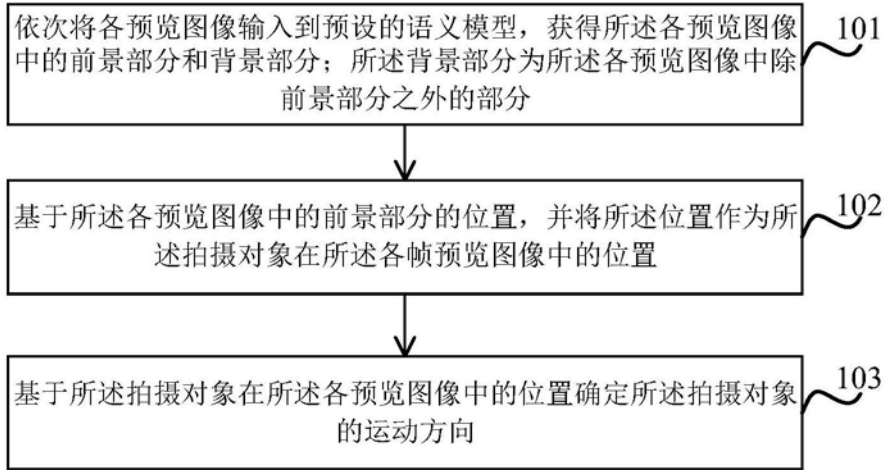 依次将各预览图像输入到预设的语义模型，获得所述各预览图像
中的前景部分和背景部分；所述背景部分为所述各预览图像中除
前景部分之外的部分
101
基于所述各预览图像中的前景部分的位置，并将所述位置作为所
述拍摄对象在所述各帧预览图像中的位置
102
基于所述拍摄对象在所述各预览图像中的位置确定所述拍摄对象
的运动方向
103